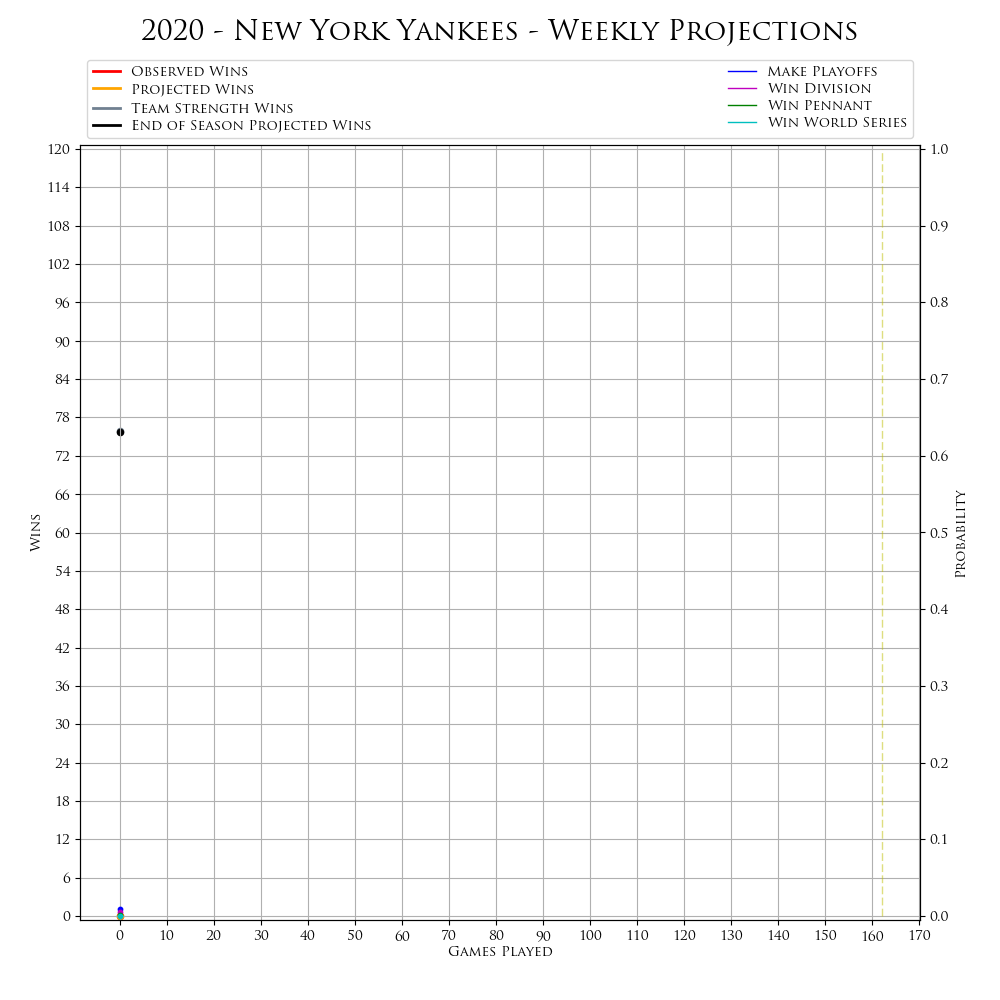 2020 - New York Yankees - Weekly Projections
Observed Wins
Projected Wins
Team Strength Wins
End of Season Projected Wins
Make Playoffs
Win Division
Win Pennant
Win World Series
120
114
108
102
96
90
84
78
72
66
60
54
48
42
36
30
24
18
12
6
0
Wins
1.0
0.9
0.8
0.7
0.6
0.5
0.4
0.3
0.2
0.1
0.0
Probability
0 10 20 30 40 50 60 70 80 90 100 110 120 130 140 150 160 170
Games Played